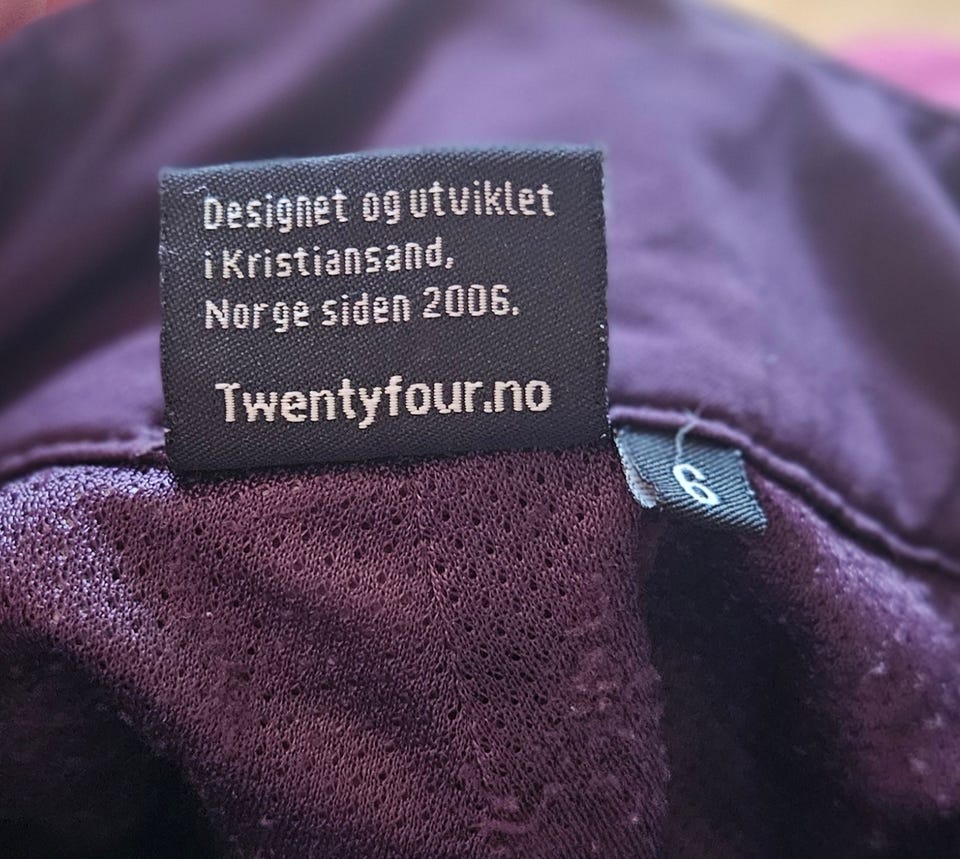 Designet og utviklet
i Kristiansand,
Norge siden 2006.
Twentyfour.no
6